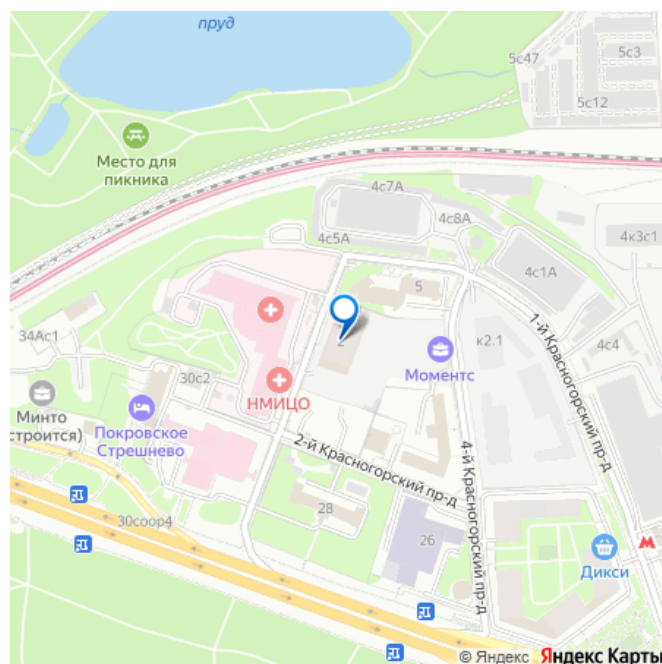 пруд
5с47
5с3
5с12
Место для
пикника
4с7А
4с8А
4с5А
4к3с1
4с1А
5
1-й Красногорский пр-д
34Ас1
2
к2.1
4с4
Моментс
30с2
НМИЦО
Минто
строится)
Покровское
Стрешнево
2-й Красногорский пр-д
4-й Красногорский пр-д
30соор4
28
26
Дикси
М
© Яндекс Яндекс Карты